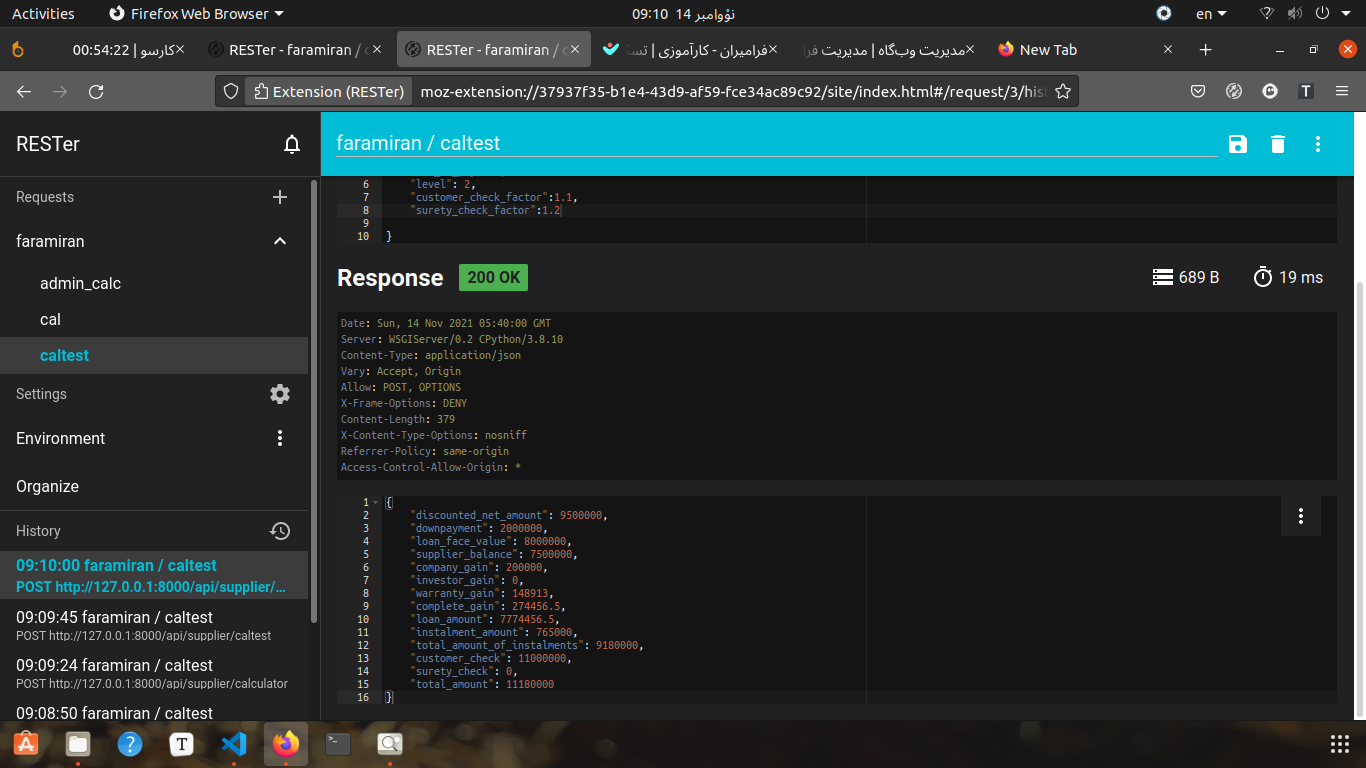 Activities
Firefox Web Browser
09:10 14 نؤوامبر
en
00:54:22 | کارسو
RESTer - faramiran / c
RESTer - faramiran / c
فرامیران - کارآموزی | تست
مدیریت وب‌گاه | مدیریت فرا
New Tab
Extension (RESTer)
moz-extension://37937f35-b1e4-43d9-af59-fce34ac89c92/site/index.html#/request/3/hist
RESTer
faramiran / caltest
Requests
faramiran
admin_calc
cal
caltest
Settings
Environment
Organize
History
09:10:00 faramiran / caltest
POST http://127.0.0.1:8000/api/supplier/...
09:09:45 faramiran / caltest
POST http://127.0.0.1:8000/api/supplier/caltest
09:09:24 faramiran / caltest
POST http://127.0.0.1:8000/api/supplier/calculator
09:08:50 faramiran / caltest
6 "level": 2,
7 "customer_check_factor":1.1,
8 "surety_check_factor":1.2
9
10 }
Response 200 OK
689 B
19 ms
Date: Sun, 14 Nov 2021 05:40:00 GMT
Server: WSGIServer/0.2 CPython/3.8.10
Content-Type: application/json
Vary: Accept, Origin
Allow: POST, OPTIONS
X-Frame-Options: DENY
Content-Length: 379
X-Content-Type-Options: nosniff
Referrer-Policy: same-origin
Access-Control-Allow-Origin: *
1 {
2 "discounted_net_amount": 9500000,
3 "downpayment": 2000000,
4 "loan_face_value": 8000000,
5 "supplier_balance": 7500000,
6 "company_gain": 200000,
7 "investor_gain": 0,
8 "warranty_gain": 148913,
9 "complete_gain": 274456.5,
10 "loan_amount": 7774456.5,
11 "instalment_amount": 765000,
12 "total_amount_of_instalments": 9180000,
13 "customer_check": 11000000,
14 "surety_check": 0,
15 "total_amount": 11180000
16 }